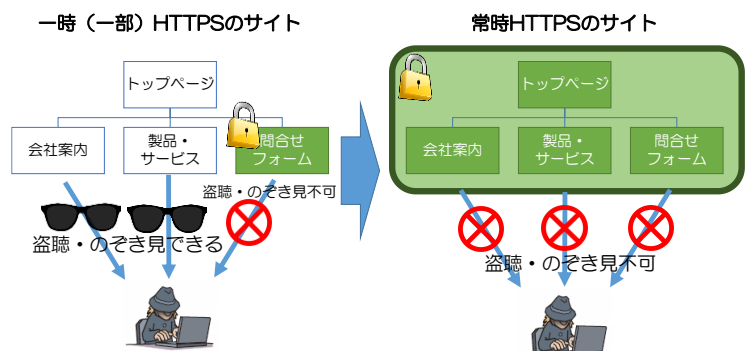 一時（一部）HTTPSのサイト
トップページ
会社案内
製品・
サービス
問合せ
フォーム
盗聴・のぞき見不可
盗聴・のぞき見できる
常時HTTPSのサイト
トップページ
会社案内
製品・
サービス
問合せ
フォーム
盗聴・のぞき見不可